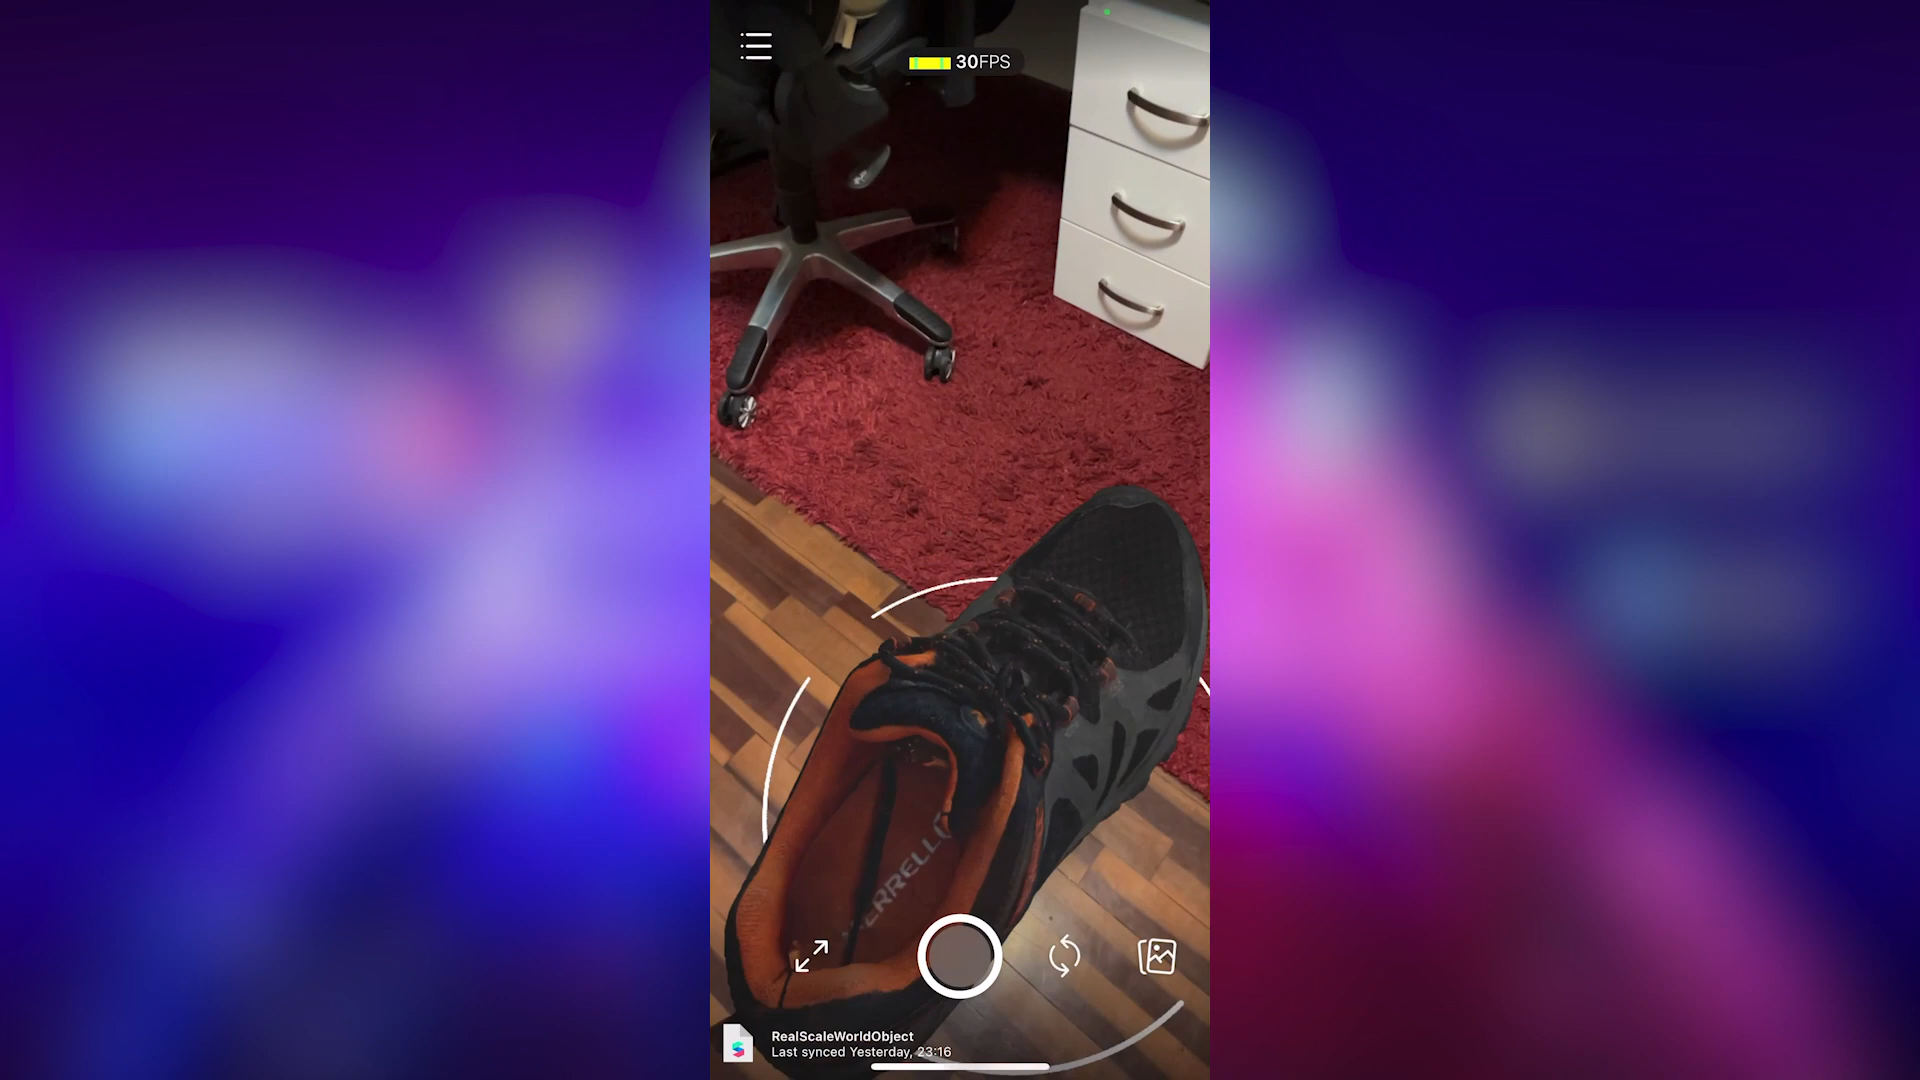 30FPS
ERRELL
RealScaleWorldObject
Last synced Yesterday, 23:16